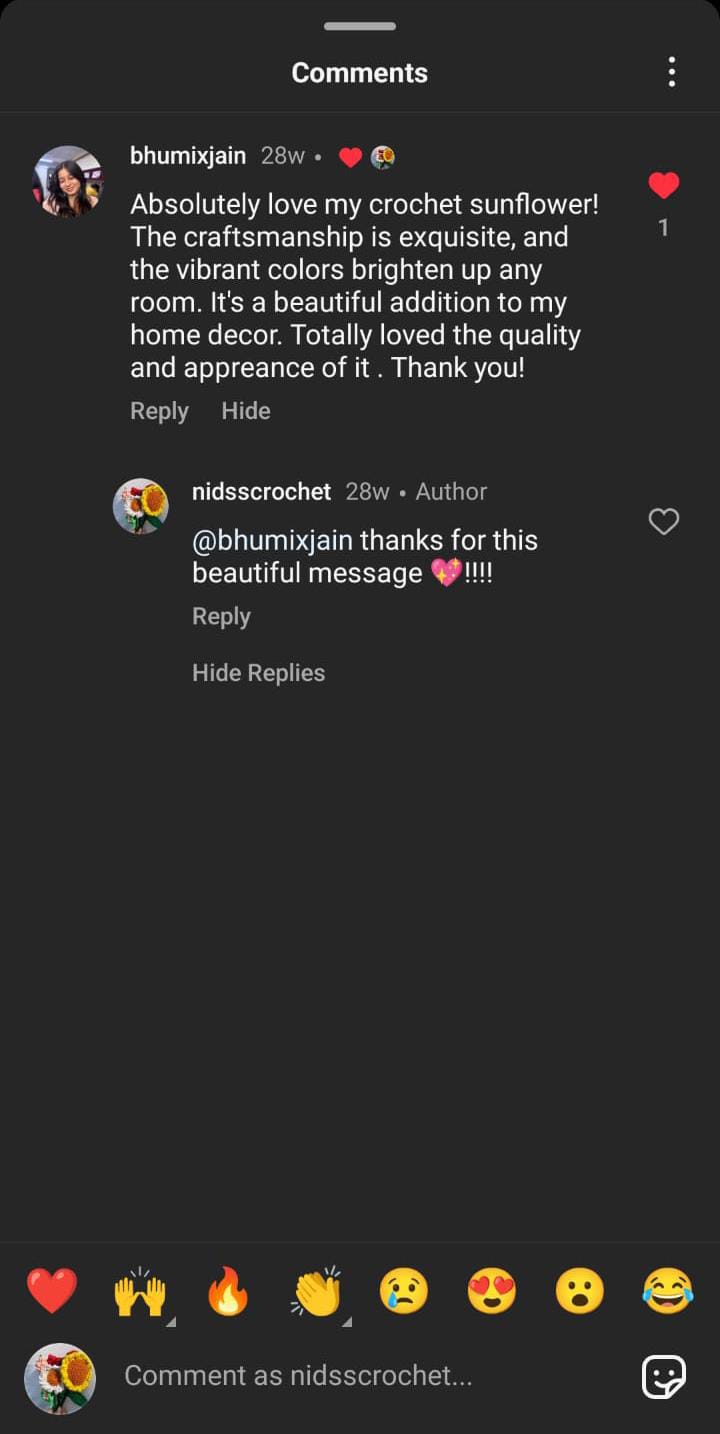 Comments
bhumixjain 28w •
Absolutely love my crochet sunflower!
The craftsmanship is exquisite, and
the vibrant colors brighten up any
room. It's a beautiful addition to my
home decor. Totally loved the quality
and appreance of it . Thank you!
1
Reply Hide
nidsscrochet 28w • Author
@bhumixjain thanks for this
beautiful message 💖!!!!
Reply
Hide Replies
Comment as nidsscrochet...